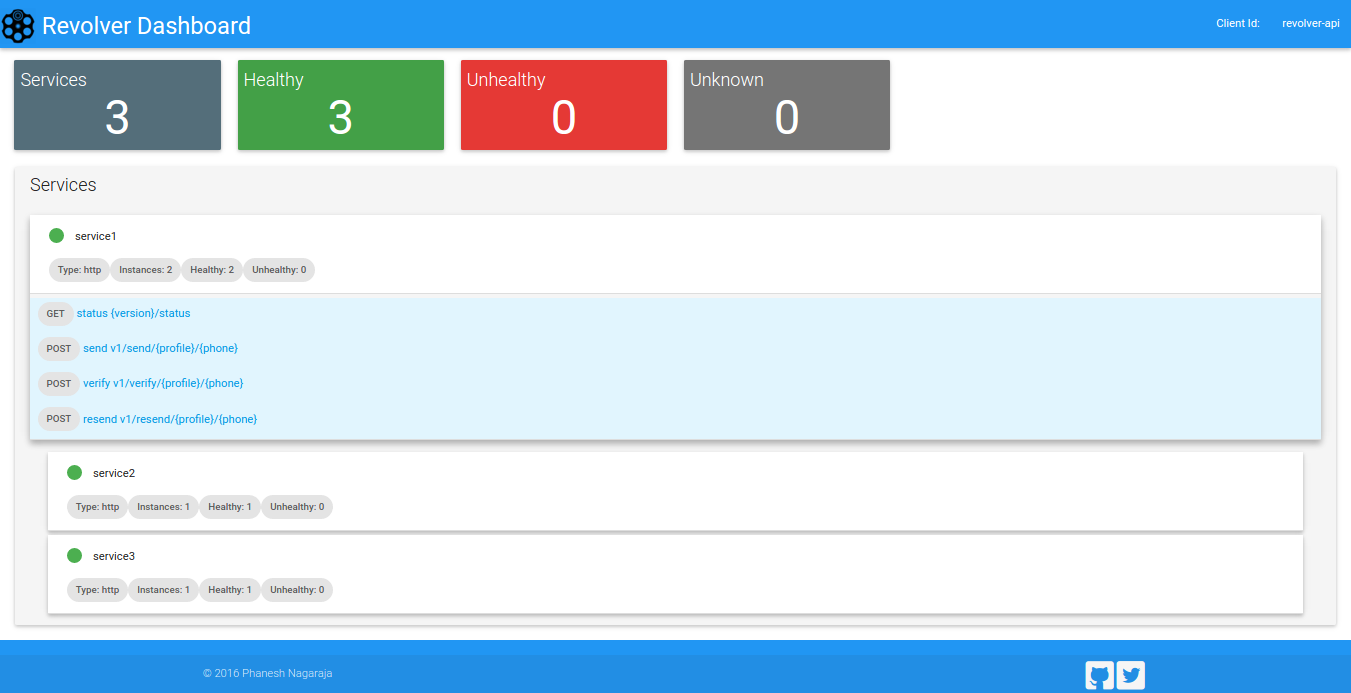 Revolver Dashboard
Client Id: revolver-api
Services Healthy Unhealthy Unknown
3 3 0 0
Services
service1
Type: http Instances: 2 Healthy: 2 Unhealthy: 0
GET status {version}/status
POST send v1/send/{profile}/{phone}
POST verify v1/verify/{profile}/{phone}
POST resend v1/resend/{profile}/{phone}
service2
Type: http Instances: 1 Healthy: 1 Unhealthy: 0
service3
Type: http Instances: 1 Healthy: 1 Unhealthy: 0
© 2016 Phanesh Nagaraja